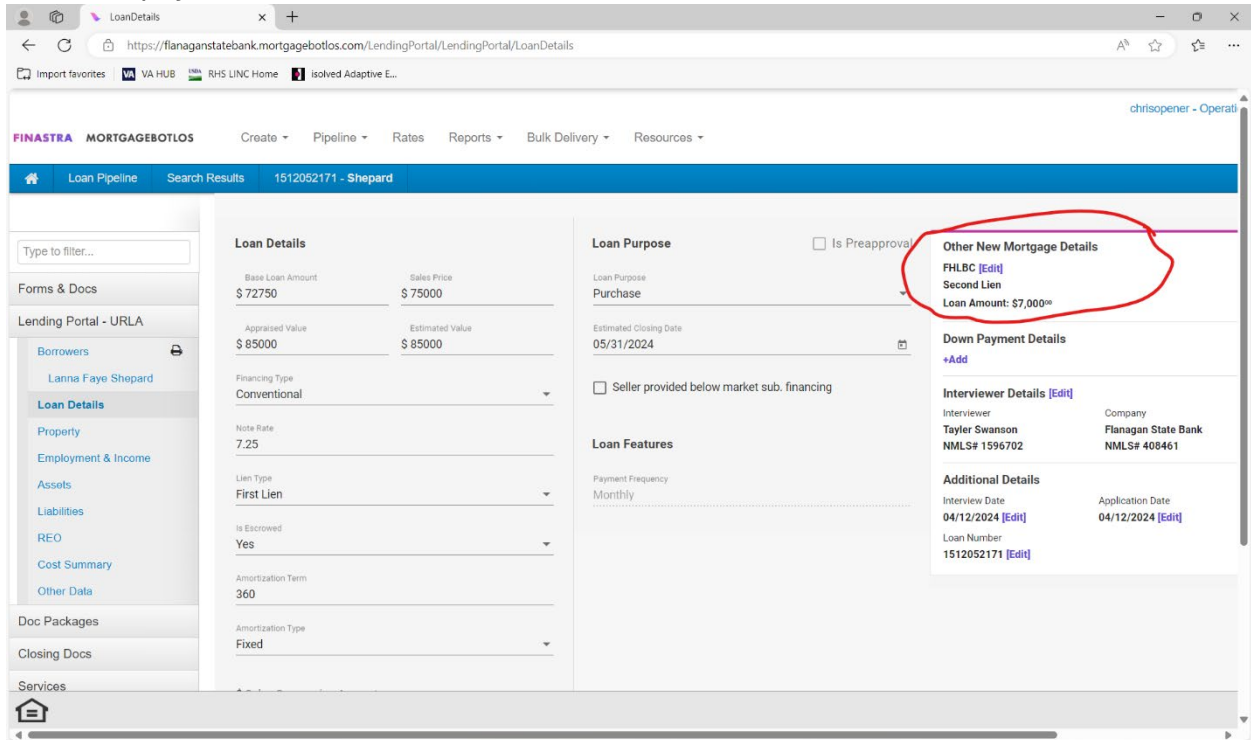 LoanDetails
https://flanaganstatebank.mortgagebotlos.com/LendingPortal/LendingPortal/LoanDetails
Import favorites VA VA HUB USDA RHS LINC Home isolved Adaptive E...
chrisopener - Operati
FINASTRA MORTGAGEBOTLOS Create Pipeline Rates Reports Bulk Delivery Resources
Loan Pipeline Search Results 1512052171 - Shepard
Type to filter...
Forms & Docs
Lending Portal - URLA
Borrowers
Lanna Faye Shepard
Loan Details
Property
Employment & Income
Assets
Liabilities
REO
Cost Summary
Other Data
Doc Packages
Closing Docs
Services
Loan Details
Base Loan Amount Sales Price
$ 72750 $ 75000
Appraised Value Estimated Value
$ 85000 $ 85000
Financing Type
Conventional
Note Rate
7.25
Lien Type
First Lien
Is Escrowed
Yes
Amortization Term
360
Amortization Type
Fixed
Loan Purpose Is Preapproval
Loan Purpose
Purchase
Estimated Closing Date
05/31/2024
Seller provided below market sub. financing
Loan Features
Payment Frequency
Monthly
Other New Mortgage Details
FHLBC [Edit]
Second Lien
Loan Amount: $7,000⁰⁰
Down Payment Details
+Add
Interviewer Details [Edit]
Interviewer Company
Tayler Swanson Flanagan State Bank
NMLS# 1596702 NMLS# 408461
Additional Details
Interview Date Application Date
04/12/2024 [Edit] 04/12/2024 [Edit]
Loan Number
1512052171 [Edit]